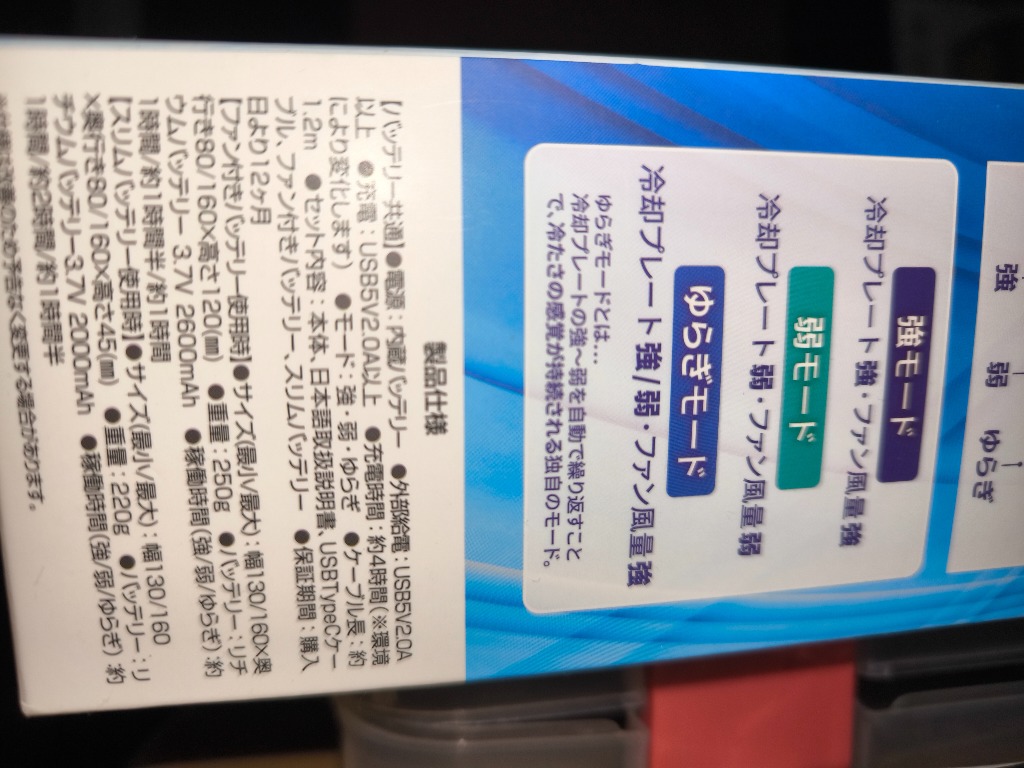 強 弱 ゆらぎ
強モード
冷却プレート強・ファン風量強
弱モード
冷却プレート弱・ファン風量弱
ゆらぎモード
冷却プレート強/弱・ファン風量強
ゆらぎモードとは…
冷却プレートの強~弱を自動で繰り返すこと
で、冷たさの感覚が持続される独自のモード。
製品仕様
【バッテリー共通】●電源:内蔵バッテリー ●外部給電:USB5V2.0A
以上 ●充電:USB5V2.0A以上 ●充電時間:約4時間(※環境
により変化します) ●モード:強・弱・ゆらぎ ●ケーブル長:約
1.2m ●セット内容:本体、日本語取扱説明書、USBTypeCケー
ブル、ファン付きバッテリー、スリムバッテリー ●保証期間:購入
日より12ヶ月
【ファン付きバッテリー使用時】●サイズ(最小/最大):幅130/160×奥
行き80/160×高さ120(㎜) ●重量:250g ●バッテリー:リチ
ウムバッテリー 3.7V 2600mAh ●稼働時間(強/弱/ゆらぎ):約
1時間/約1時間半/約1時間
【スリムバッテリー使用時】●サイズ(最小/最大):幅130/160
×奥行き80/160×高さ45(㎜) ●重量:220g ●バッテリー:リ
チウムバッテリー3.7V 2000mAh ●稼働時間(強/弱/ゆらぎ):約
1時間/約2時間/約1時間半
のため予告なく変更する場合があります。